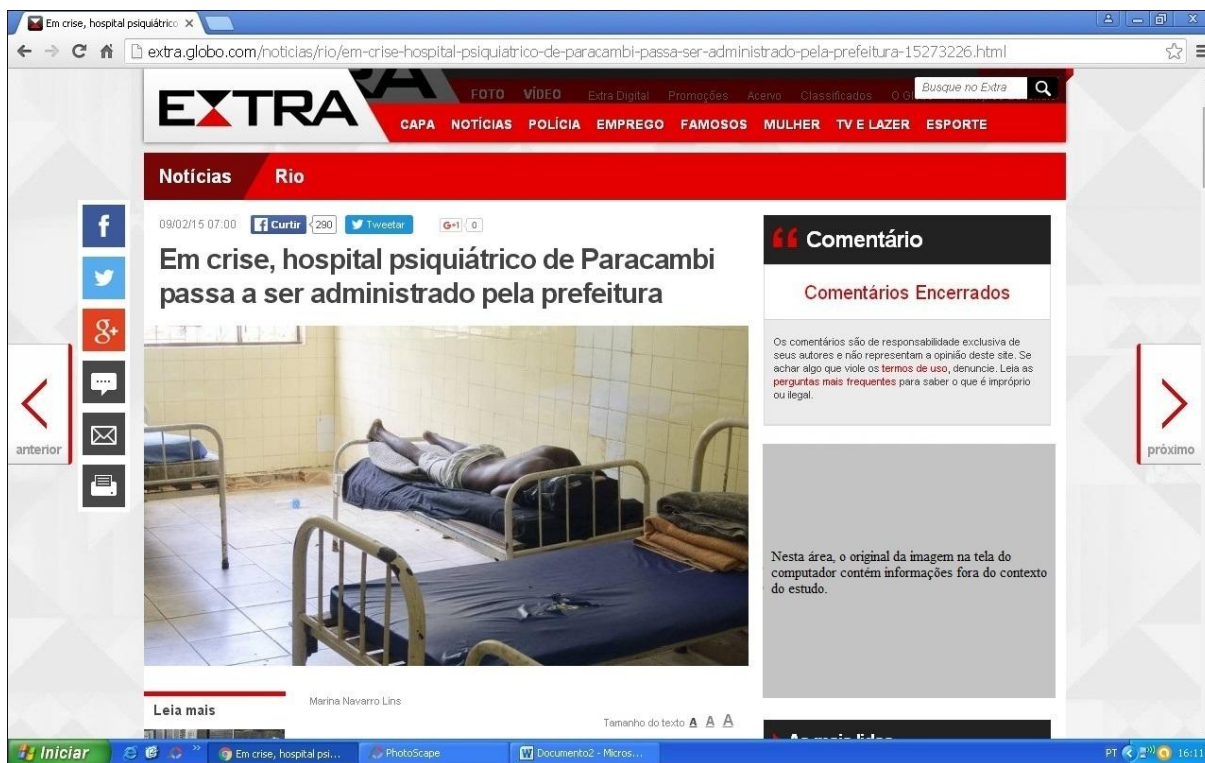 Em crise, hospital psiquiátrico
extra.globo.com/noticias/rio/em-crise-hospital-psiquiatrico-de-paracambi-passa-ser-administrado-pela-prefeitura-15273226.html
EXTRA
FOTO VÍDEO Extra Digital Promoções Acervo Classificados
Busque no Extra
CAPA NOTÍCIAS POLÍCIA EMPREGO FAMOSOS MULHER TV E LAZER ESPORTE
Notícias Rio
09/02/15 07:00 Curtir 290 Tweetar G+1 0
Em crise, hospital psiquiátrico de Paracambi
passa a ser administrado pela prefeitura
Comentário
Comentários Encerrados
Os comentários são de responsabilidade exclusiva de
seus autores e não representam a opinião deste site. Se
achar algo que viole os termos de uso, denuncie. Leia as
perguntas mais frequentes para saber o que é impróprio
ou ilegal.
anterior
próximo
Nesta área, o original da imagem na tela do
computador contém informações fora do contexto
do estudo.
Leia mais
Marina Navarro Lins
Tamanho do texto A A A
As mais lidas
Iniciar
Em crise, hospital psi...
PhotoScape
Documento2 - Micros...
PT
16:11